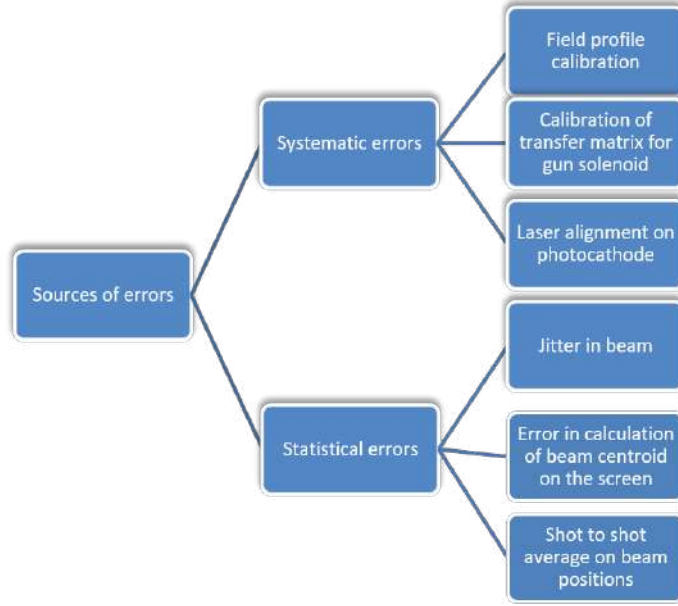 Field profile
calibration
Systematic errors
Calibration of
transfer matrix for
gun solenoid
Laser alignment on
photocathode
Sources of errors
Jitter in beam
Statistical errors
Error in calculation
of beam centroid
on the screen
Shot to shot
average on beam
positions